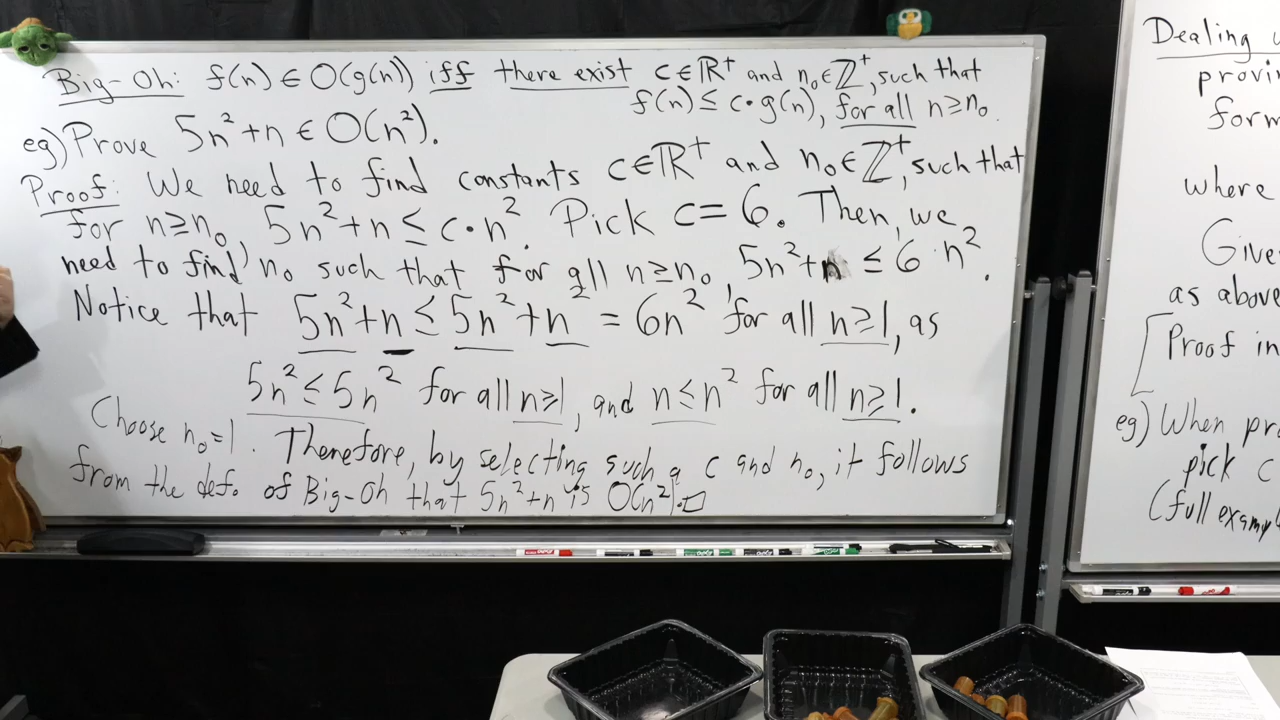 Big-Oh: f(n) ∈ O(g(n)) iff there exist c∈ℝ⁺ and n₀∈ℤ⁺, such that
f(n) ≤ c·g(n), for all n≥n₀.
eg) Prove 5n²+n ∈ O(n²).
Proof: We need to find constants c∈ℝ⁺ and n₀∈ℤ⁺, such that
for n≥n₀, 5n²+n ≤ c·n². Pick c=6. Then, we
need to find n₀ such that for all n≥n₀, 5n²+n ≤ 6·n².
Notice that 5n²+n ≤ 5n²+n² = 6n², for all n≥1, as
5n² ≤ 5n² for all n≥1, and n≤n² for all n≥1.
Choose n₀=1. Therefore, by selecting such a c and n₀, it follows
from the def. of Big-Oh that 5n²+n is O(n²).□
Dealing
provin
form
where
Give
as above
Proof in
eg) When pr
pick c
(full examp